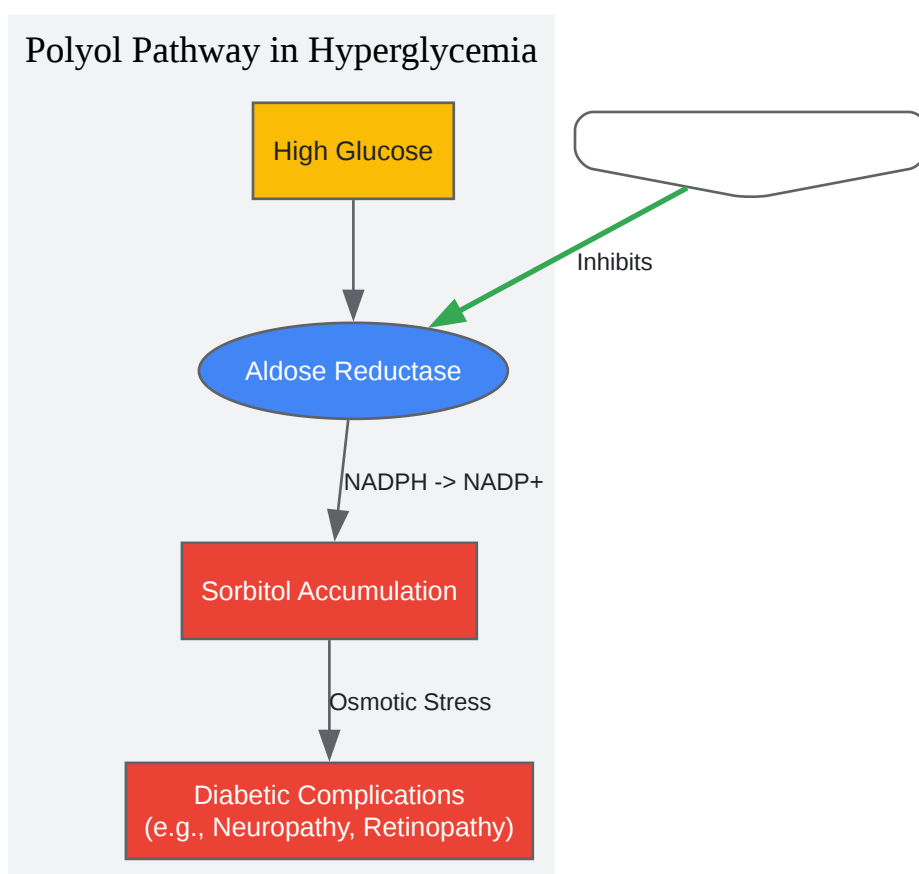 Polyol Pathway in Hyperglycemia
High Glucose
Inhibits
Aldose Reductase
NADPH -> NADP+
Sorbitol Accumulation
Osmotic Stress
Diabetic Complications
(e.g., Neuropathy, Retinopathy)